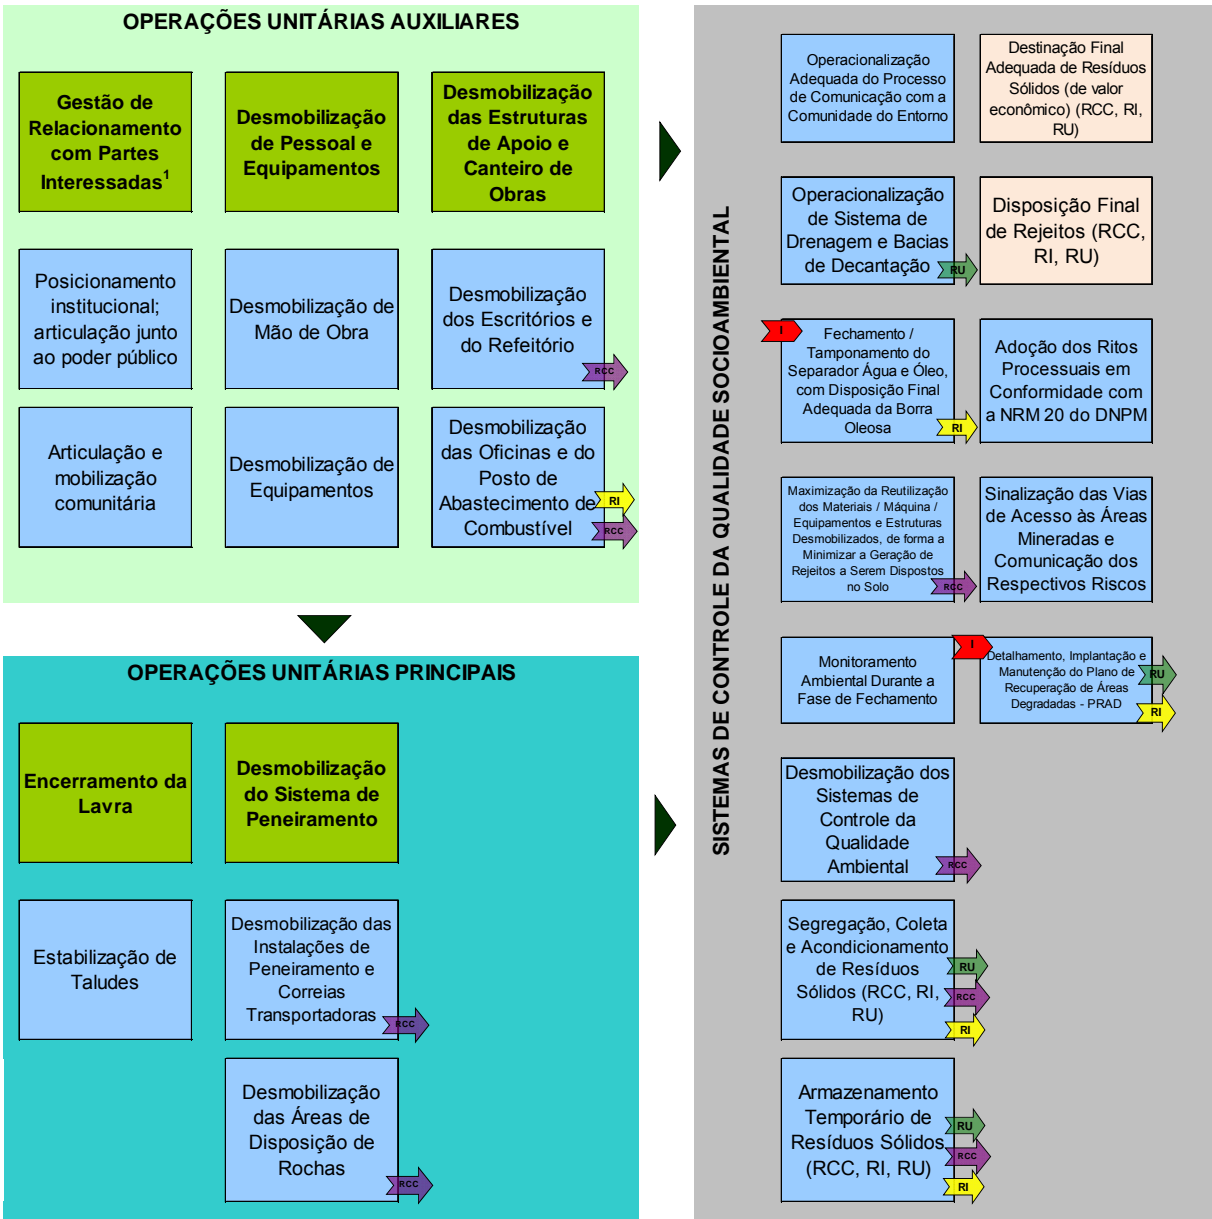 OPERAÇÕES UNITÁRIAS AUXILIARES
Gestão de
Relacionamento
com Partes
Interessadas1
Desmobilização
de Pessoal e
Equipamentos
Desmobilização
das Estruturas
de Apoio e
Canteiro de
Obras
Posicionamento
institucional;
articulação junto
ao poder público
Desmobilização de
Mão de Obra
Desmobilização
dos Escritórios e
do Refeitório
RCC
Articulação e
mobilização
comunitária
Desmobilização de
Equipamentos
Desmobilização
das Oficinas e do
Posto de
Abastecimento de
Combustível
RI
RCC
OPERAÇÕES UNITÁRIAS PRINCIPAIS
Encerramento da
Lavra
Desmobilização
do Sistema de
Peneiramento
Estabilização de
Taludes
Desmobilização das
Instalações de
Peneiramento e
Correias
Transportadoras
RCC
Desmobilização
das Áreas de
Disposição de
Rochas
RCC
SISTEMAS DE CONTROLE DA QUALIDADE SOCIOAMBIENTAL
Operacionalização
Adequada do Processo
de Comunicação com a
Comunidade do Entorno
Destinação Final
Adequada de Resíduos
Sólidos (de valor
econômico) (RCC, RI,
RU)
Operacionalização
de Sistema de
Drenagem e Bacias
de Decantação
RU
Disposição Final
de Rejeitos (RCC,
RI, RU)
I
Fechamento /
Tamponamento do
Separador Água e Óleo,
com Disposição Final
Adequada da Borra
Oleosa
RI
Adoção dos Ritos
Processuais em
Conformidade com
a NRM 20 do DNPM
Maximização da Reutilização
dos Materiais / Máquina /
Equipamentos e Estruturas
Desmobilizados, de forma a
Minimizar a Geração de
Rejeitos a Serem Dispostos
no Solo
RCC
Sinalização das Vias
de Acesso às Áreas
Mineradas e
Comunicação dos
Respectivos Riscos
Monitoramento
Ambiental Durante a
Fase de Fechamento
I
Detalhamento, Implantação e
Manutenção do Plano de
Recuperação de Áreas
Degradadas - PRAD
RU
RI
Desmobilização dos
Sistemas de
Controle da
Qualidade
Ambiental
RCC
Segregação, Coleta
e Acondicionamento
de Resíduos
Sólidos (RCC, RI,
RU)
RU
RCC
RI
Armazenamento
Temporário de
Resíduos Sólidos
(RCC, RI, RU)
RU
RCC
RI